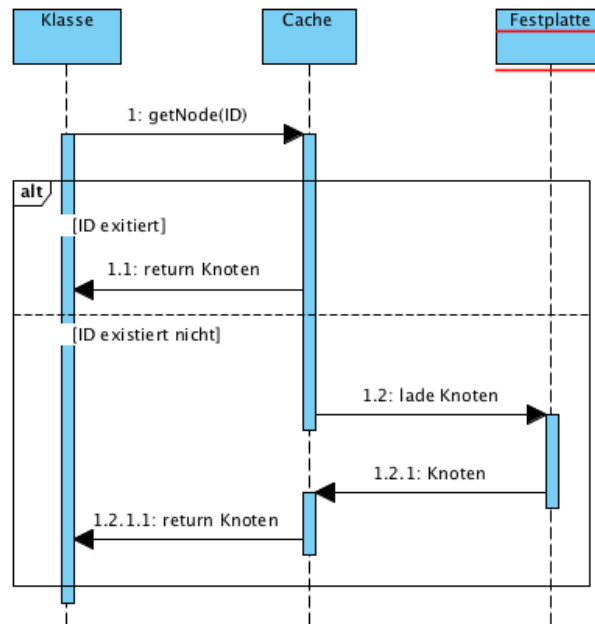 Klasse
Cache
Festplatte
1: getNode(ID)
alt
[ID exitiert]
1.1: return Knoten
[ID existiert nicht]
1.2: lade Knoten
1.2.1: Knoten
1.2.1.1: return Knoten